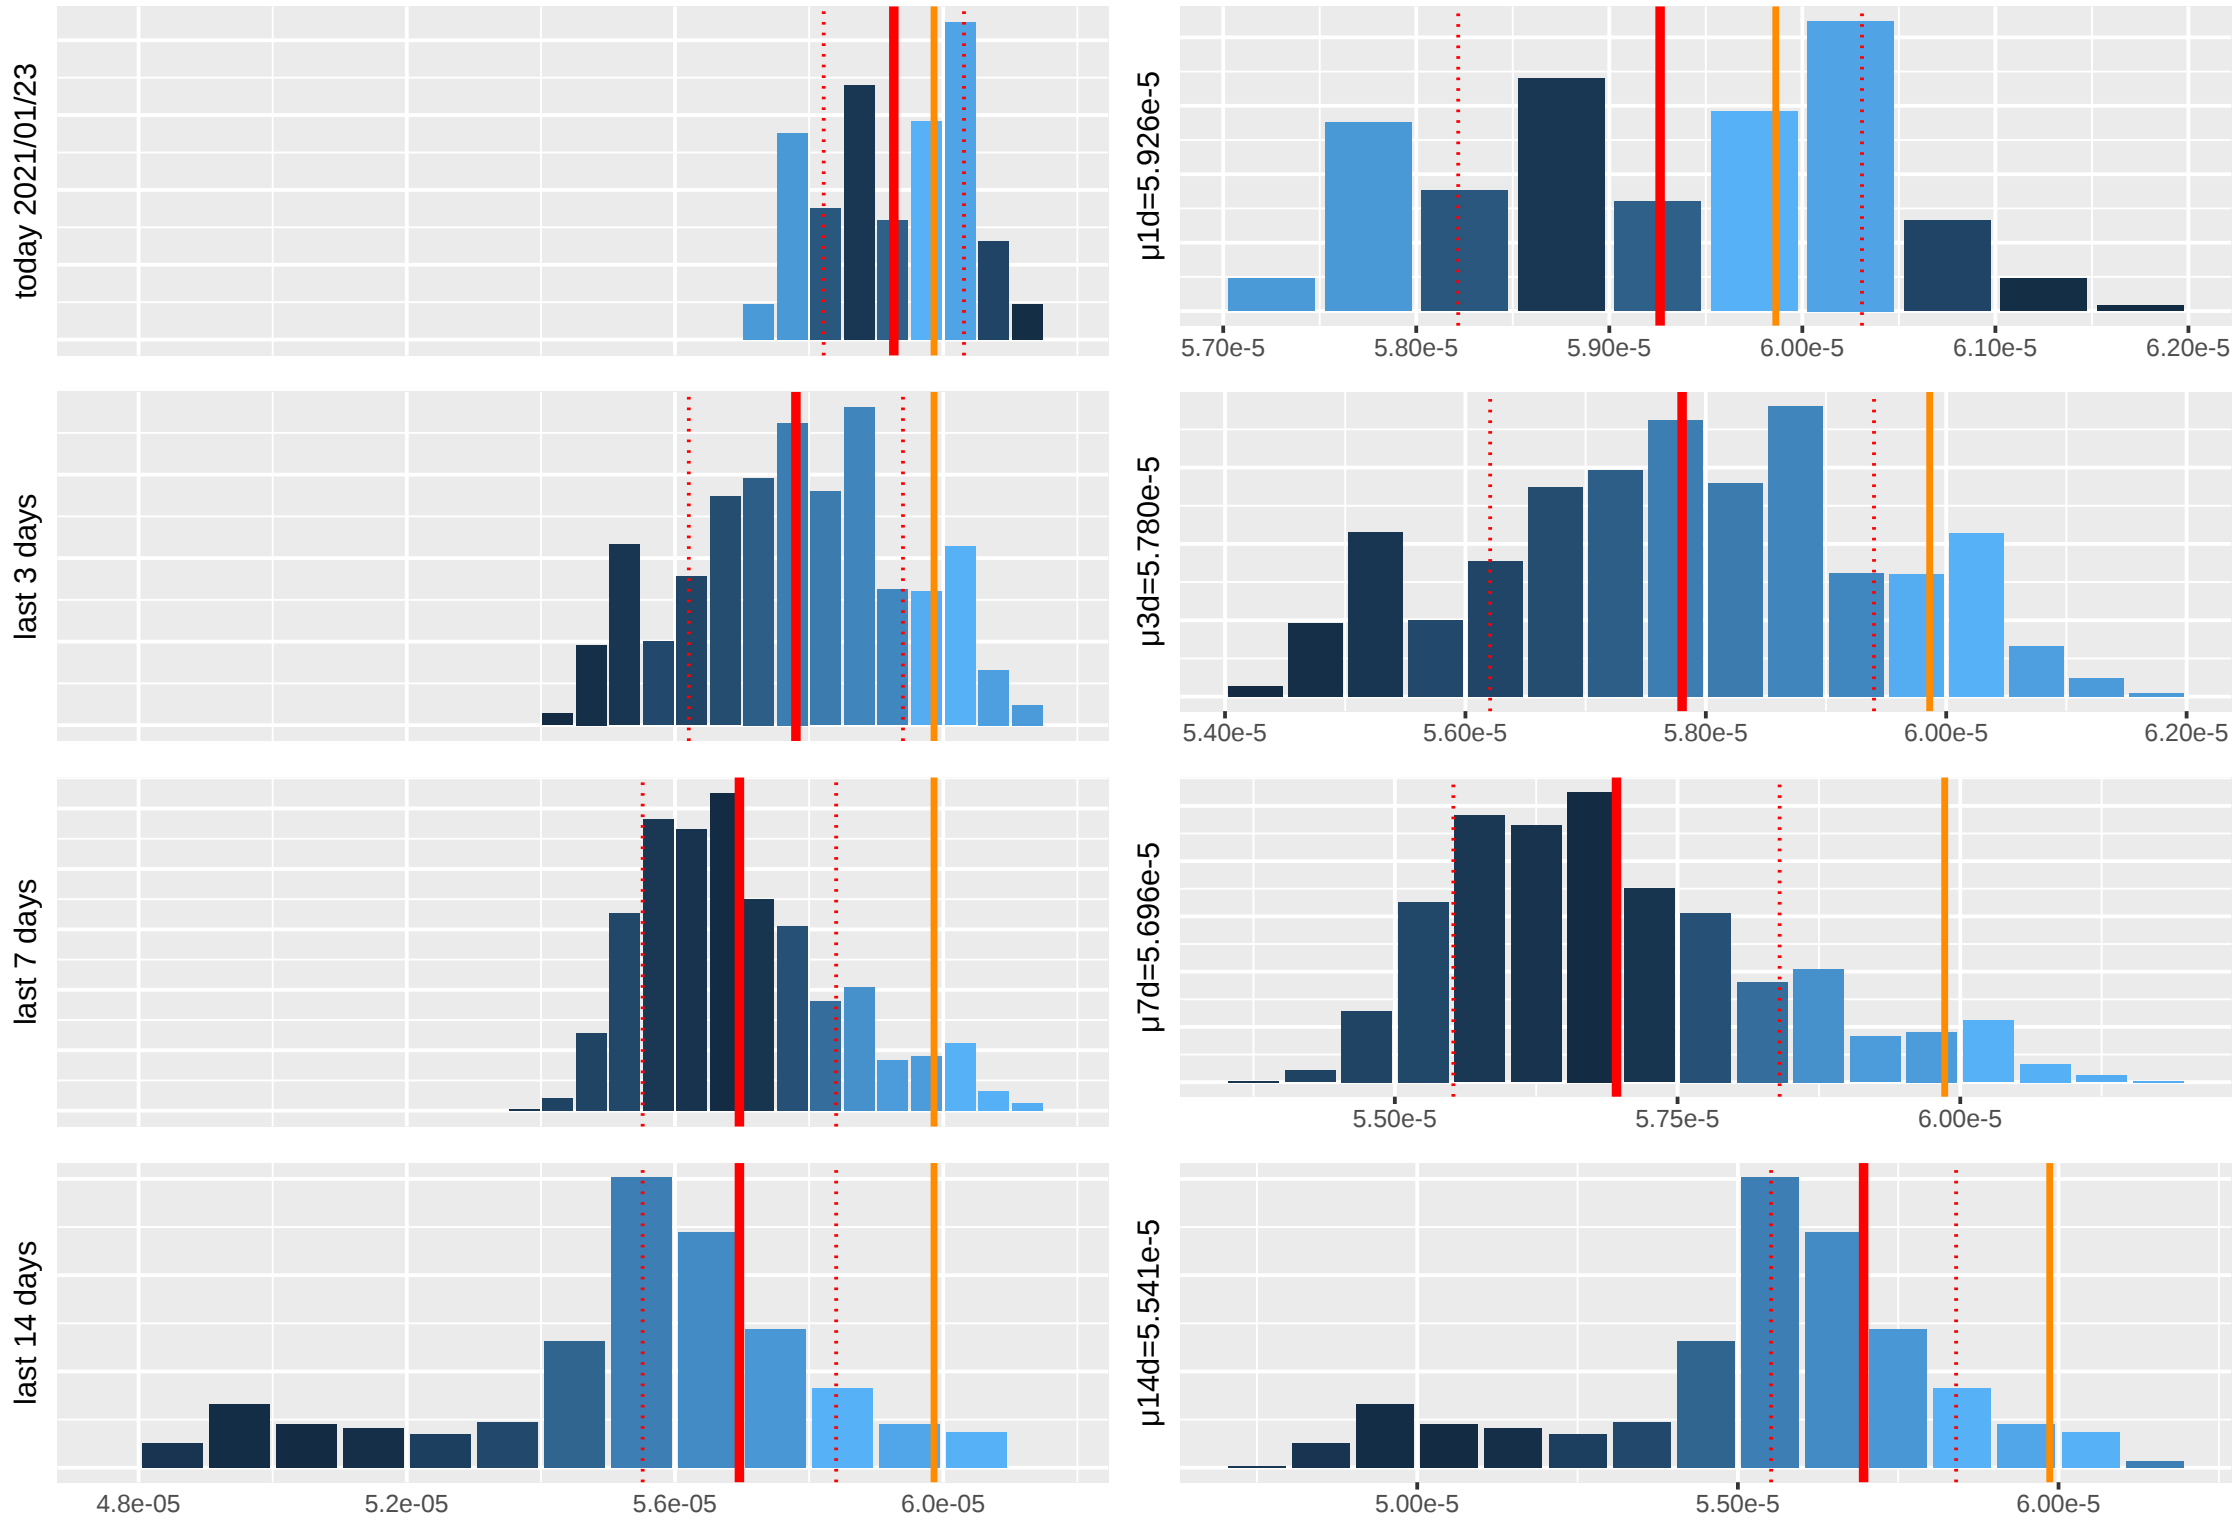 today 2021/01/23
µ1d=5.926e-5
5.70e-5 5.80e-5 5.90e-5 6.00e-5 6.10e-5 6.20e-5
last 3 days
µ3d=5.780e-5
5.40e-5 5.60e-5 5.80e-5 6.00e-5 6.20e-5
last 7 days
µ7d=5.696e-5
5.50e-5 5.75e-5 6.00e-5
last 14 days
µ14d=5.541e-5
4.8e-05 5.2e-05 5.6e-05 6.0e-05
5.00e-5 5.50e-5 6.00e-5